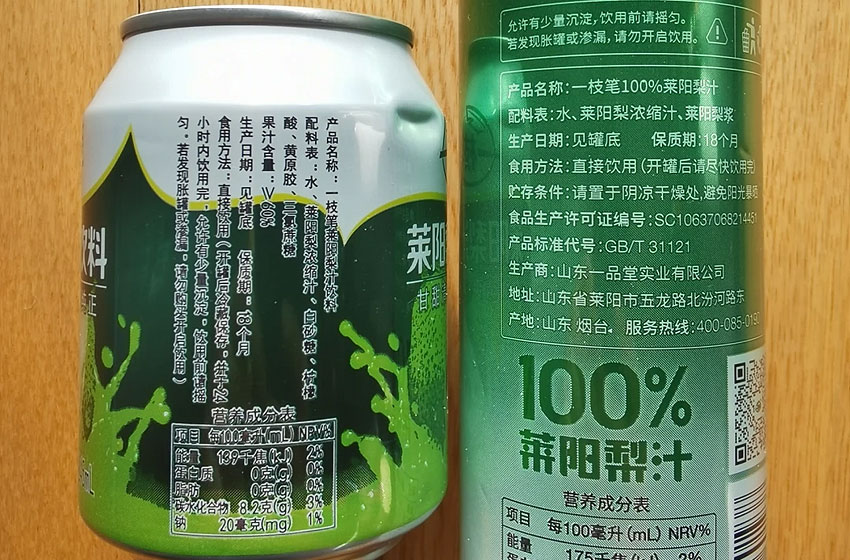 饮料
莱阳
产品名称：一枝笔莱阳梨汁饮料
配料表：水、莱阳梨浓缩汁、白砂糖、柠檬
酸、黄原胶、三氯蔗糖
果汁含量：≥60%
生产日期：见罐底 保质期：18个月
食用方法：直接饮用（开罐后冷藏保存，并于24
小时内饮用完，允许有少量沉淀，饮用前请摇
匀。若发现胀罐或渗漏，请勿购买并启饮用）
营养成分表
项目 每100毫升(mL) NRV%
能量 139千焦(kJ) 2%
蛋白质 0克(g) 0%
脂肪 0克(g) 0%
碳水化合物 8.2克(g) 3%
钠 20毫克(mg) 1%
允许有少量沉淀，饮用前请摇匀。
若发现胀罐或渗漏，请勿开启饮用。
产品名称：一枝笔100%莱阳梨汁
配料表：水、莱阳梨浓缩汁、莱阳梨浆
生产日期：见罐底 保质期：18个月
食用方法：直接饮用（开罐后请尽快饮用完
贮存条件：请置于阴凉干燥处，避免阳光暴晒
食品生产许可证编号：SC10637068214451
产品标准代号：GB/T 31121
生产商：山东一品堂实业有限公司
地址：山东省莱阳市五龙路北汾河路东
产地：山东 烟台。 服务热线：400-085-019
100%
莱阳梨汁
营养成分表
项目 每100毫升(mL) NRV%
能量 175千焦(kJ) 2%